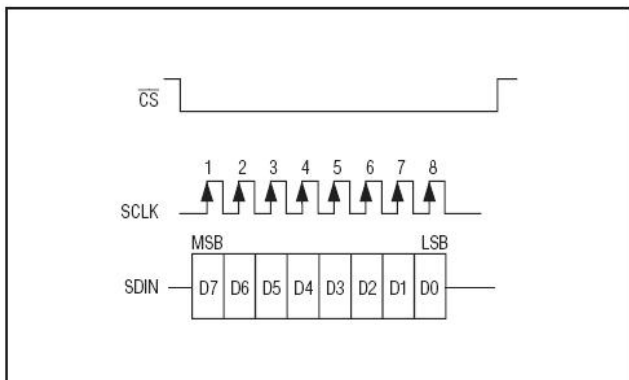 C̅S̅
1 2 3 4 5 6 7 8
SCLK
MSB LSB
SDIN D7 D6 D5 D4 D3 D2 D1 D0